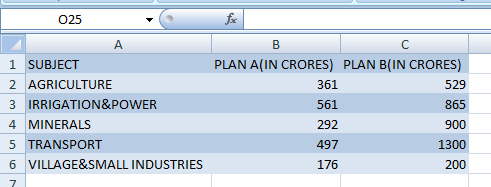 O25 fx
A B C
1 SUBJECT PLAN A(IN CRORES) PLAN B(IN CRORES)
2 AGRICULTURE 361 529
3 IRRIGATION&POWER 561 865
4 MINERALS 292 900
5 TRANSPORT 497 1300
6 VILLAGE&SMALL INDUSTRIES 176 200
7